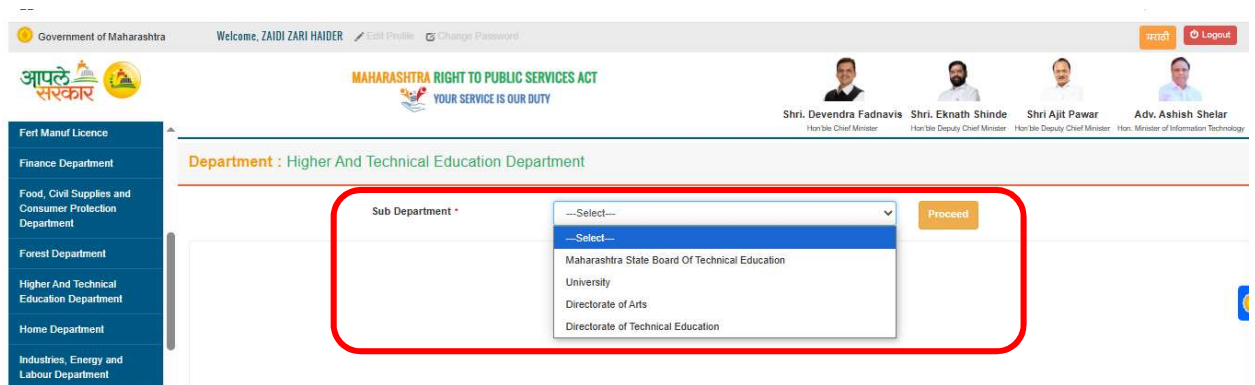 Government of Maharashtra
Welcome, ZAIDI ZARI HAIDER
Edit Profile
Change Password
मराठी
Logout
आपले
सरकार
MAHARASHTRA RIGHT TO PUBLIC SERVICES ACT
YOUR SERVICE IS OUR DUTY
Shri. Devendra Fadnavis
Hon'ble Chief Minister
Shri. Eknath Shinde
Hon'ble Deputy Chief Minister
Shri Ajit Pawar
Hon'ble Deputy Chief Minister
Adv. Ashish Shelar
Hon. Minister of Information Technology
Fert Manuf Licence
Finance Department
Food, Civil Supplies and
Consumer Protection
Department
Forest Department
Higher And Technical
Education Department
Home Department
Industries, Energy and
Labour Department
Department : Higher And Technical Education Department
Sub Department *
---Select---
Proceed
---Select---
Maharashtra State Board Of Technical Education
University
Directorate of Arts
Directorate of Technical Education